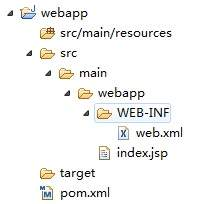 webapp
src/main/resources
src
main
webapp
WEB-INF
web.xml
index.jsp
target
pom.xml